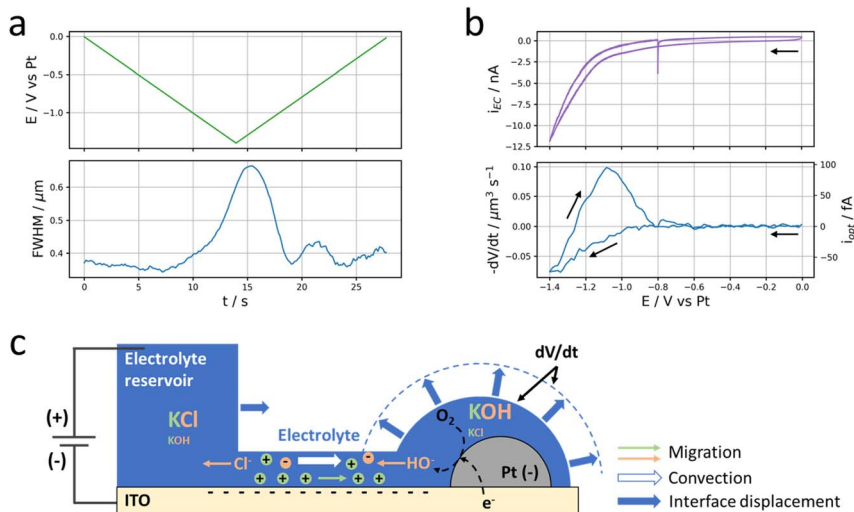 a
E / V vs Pt
0.0
−0.5
−1.0
FWHM / μm
0.6
0.5
0.4
0
5
10
15
20
25
t / s
b
i_EC / nA
0.0
−2.5
−5.0
−7.5
−10.0
−12.5
-dV/dt / μm³ s⁻¹
0.10
0.05
0.00
−0.05
100
50
0
−50
i_opt / fA
−1.4
−1.2
−1.0
−0.8
−0.6
−0.4
−0.2
0.0
E / V vs Pt
c
Electrolyte
reservoir
KCl
KOH
(+)
(-)
ITO
Electrolyte
Cl⁻
+
-
+
-
HO⁻
+
+
+
+
+
- - - - - - - - - - - - -
O₂
KOH
KCl
Pt (-)
e⁻
dV/dt
Migration
Convection
Interface displacement